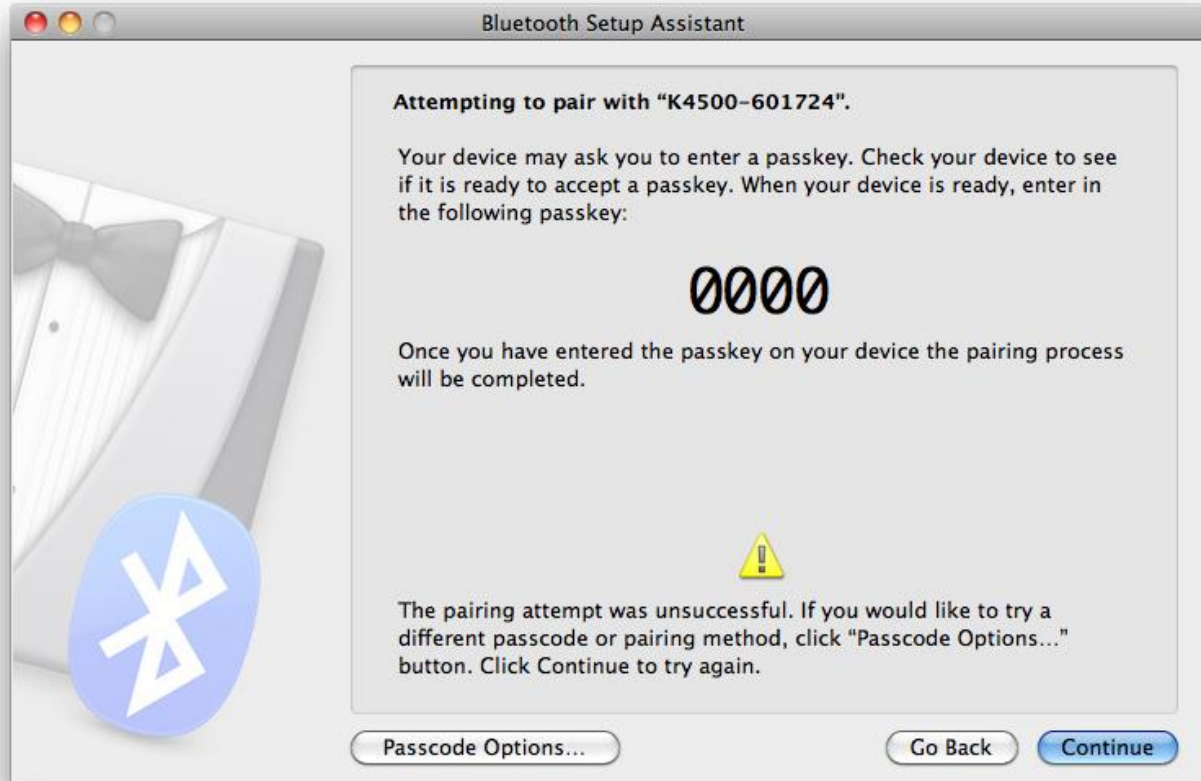 Bluetooth Setup Assistant
Attempting to pair with “K4500-601724”.
Your device may ask you to enter a passkey. Check your device to see
if it is ready to accept a passkey. When your device is ready, enter in
the following passkey:
0000
Once you have entered the passkey on your device the pairing process
will be completed.
The pairing attempt was unsuccessful. If you would like to try a
different passcode or pairing method, click “Passcode Options...”
button. Click Continue to try again.
Passcode Options...
Go Back
Continue